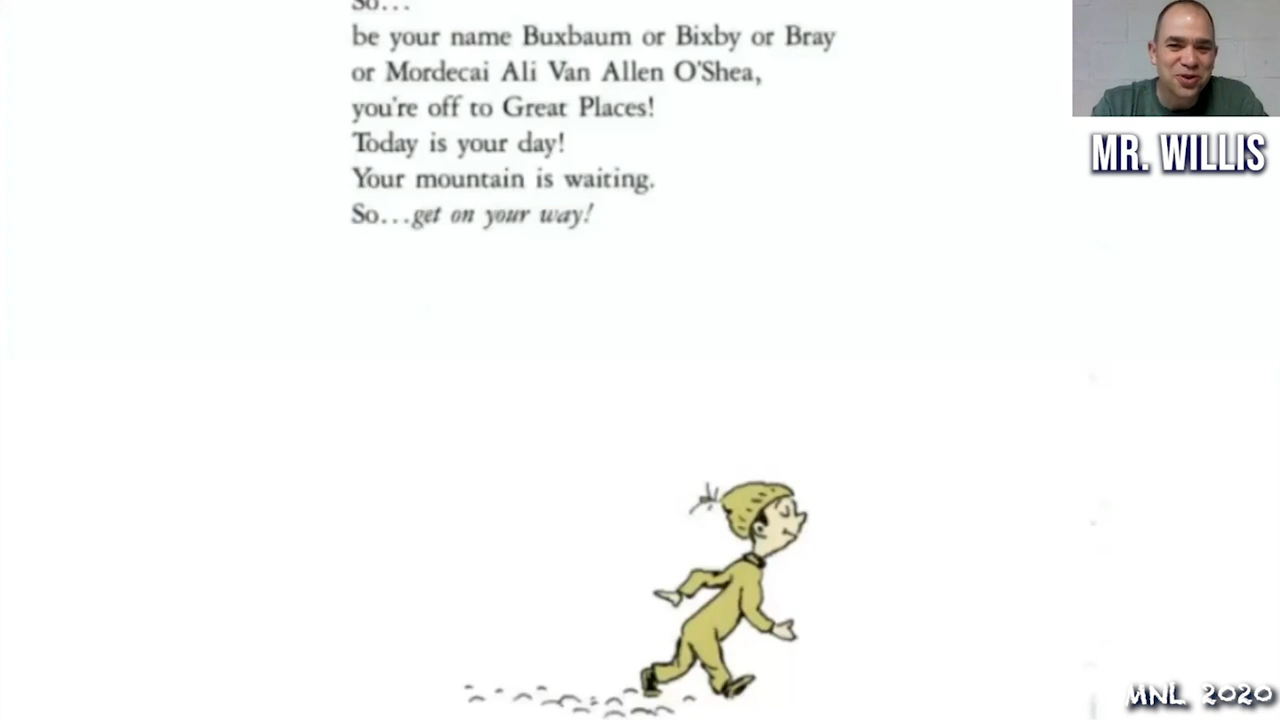 So...
be your name Buxbaum or Bixby or Bray
or Mordecai Ali Van Allen O'Shea,
you're off to Great Places!
Today is your day!
Your mountain is waiting.
So...get on your way!
MR. WILLIS
MNL 2020